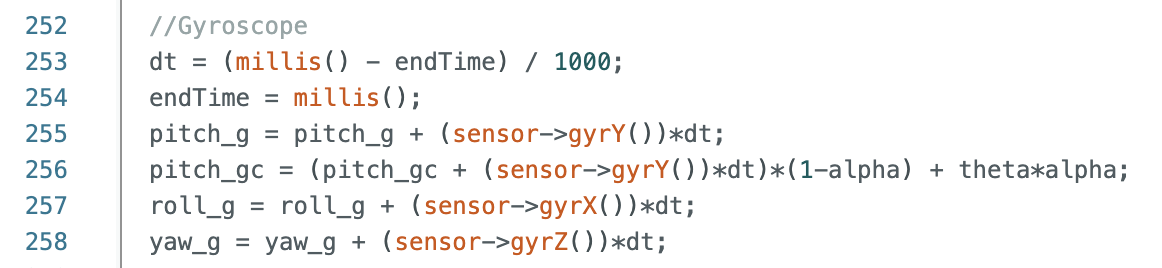 252 //Gyroscope
253 dt = (millis() - endTime) / 1000;
254 endTime = millis();
255 pitch_g = pitch_g + (sensor->gyrY())*dt;
256 pitch_gc = (pitch_gc + (sensor->gyrY())*dt)*(1-alpha) + theta*alpha;
257 roll_g = roll_g + (sensor->gyrX())*dt;
258 yaw_g = yaw_g + (sensor->gyrZ())*dt;